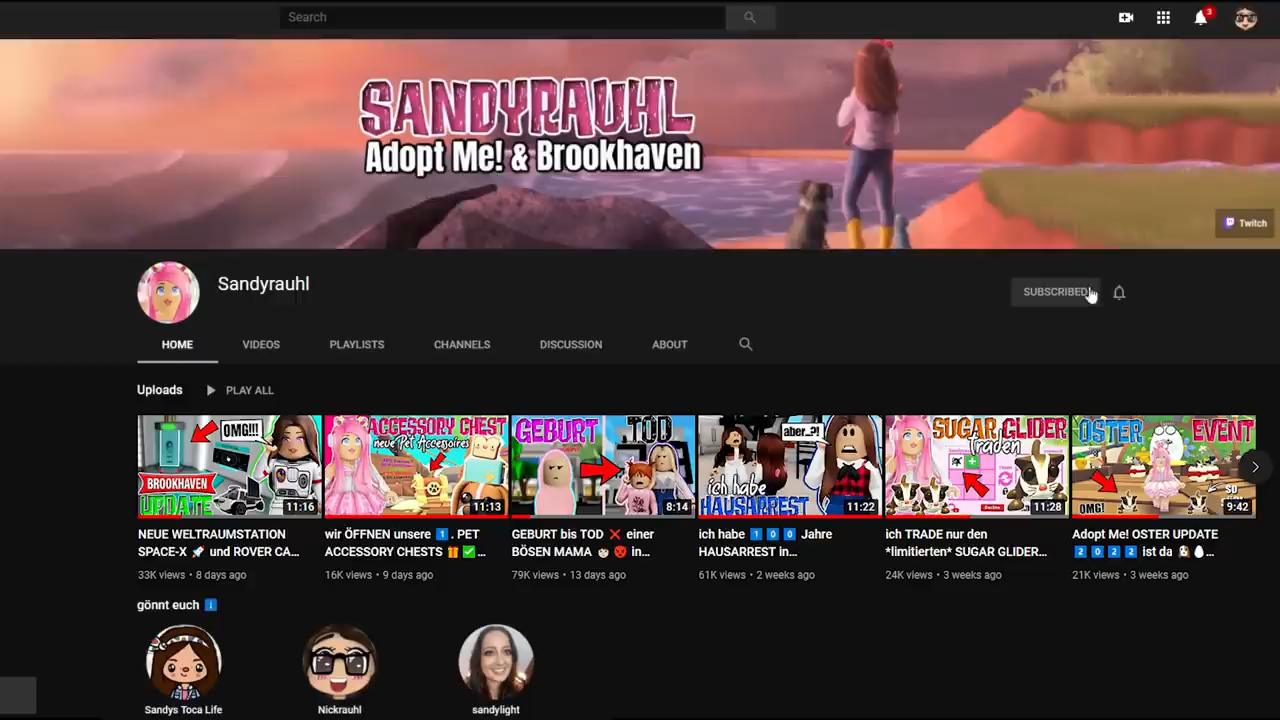 Search
3
SANDYRAUHL
Adopt Me! & Brookhaven
Twitch
Sandyrauhl
SUBSCRIBED
HOME VIDEOS PLAYLISTS CHANNELS DISCUSSION ABOUT
Uploads PLAY ALL
OMG!!!
BROOKHAVEN
UPDATE
11:16
ACCESSORY CHEST
neue Pet Accessoires
11:13
GEBURT TOD
8:14
aber..?!
ich habe
HAUSARREST
11:22
SUGAR GLIDER
Traden
11:28
OSTER EVENT
OMG!
SO
9:42
NEUE WELTRAUMSTATION
SPACE-X 🚀 und ROVER CA...
33K views • 8 days ago
wir ÖFFNEN unsere 1️⃣. PET
ACCESSORY CHESTS 🎁 ✅...
16K views • 9 days ago
GEBURT bis TOD ❌ einer
BÖSEN MAMA 👩🏻 😡 in...
79K views • 13 days ago
ich habe 1️⃣ 0️⃣ 0️⃣ Jahre
HAUSARREST in...
61K views • 2 weeks ago
ich TRADE nur den
*limitierten* SUGAR GLIDER...
24K views • 3 weeks ago
Adopt Me! OSTER UPDATE
2️⃣ 0️⃣ 2️⃣ 2️⃣ ist da 🐰 🥚...
21K views • 3 weeks ago
gönnt euch ℹ️
Sandys Toca Life
Nickrauhl
sandylight